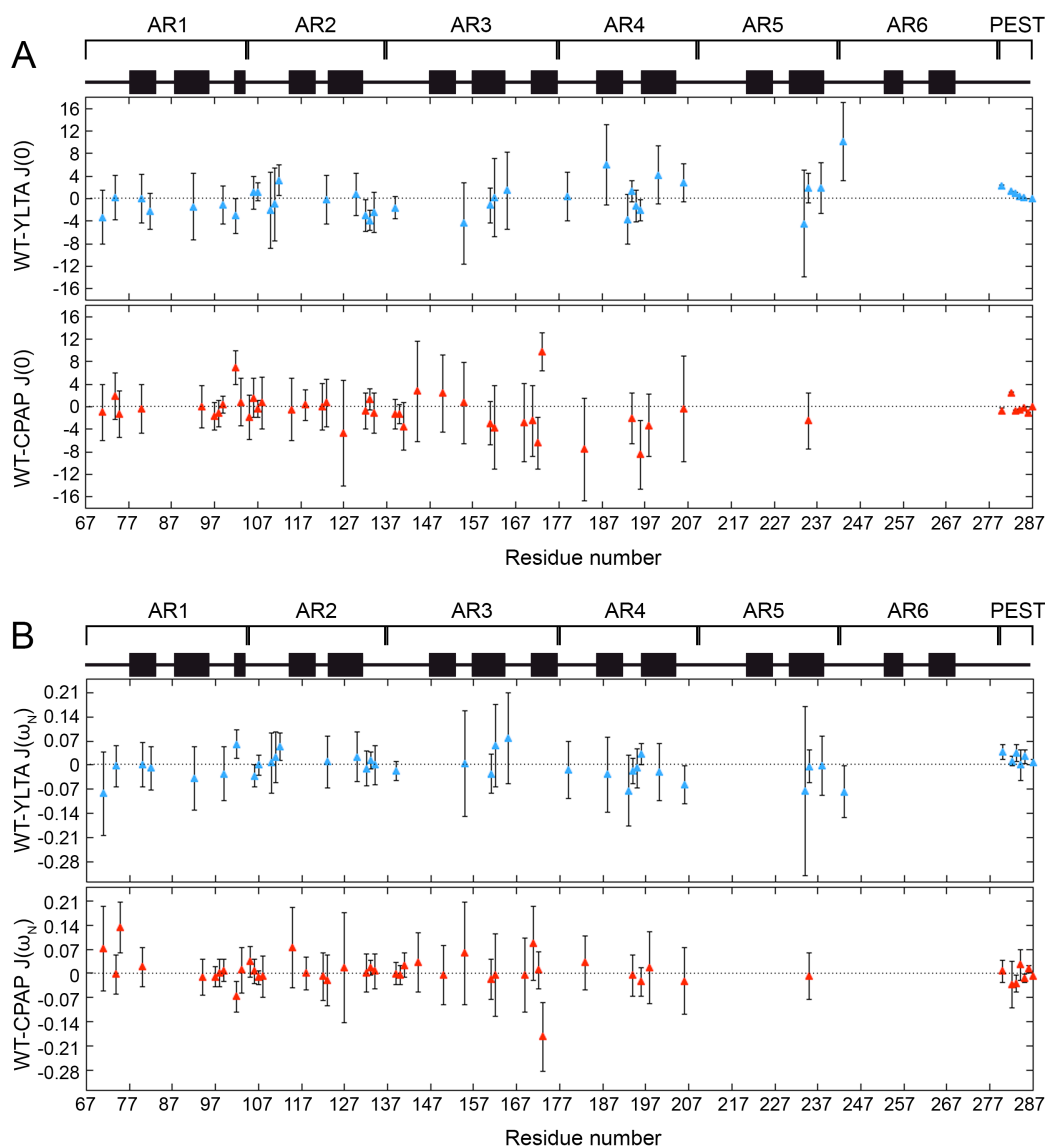 A
AR1 AR2 AR3 AR4 AR5 AR6 PEST
WT-YLTA J(0)
16
12
8
4
0
-4
-8
-12
-16
WT-CPAP J(0)
16
12
8
4
0
-4
-8
-12
-16
67 77 87 97 107 117 127 137 147 157 167 177 187 197 207 217 227 237 247 257 267 277 287
Residue number
B
AR1 AR2 AR3 AR4 AR5 AR6 PEST
WT-YLTA J(ωN)
0.21
0.14
0.07
0
-0.07
-0.14
-0.21
-0.28
WT-CPAP J(ωN)
0.21
0.14
0.07
0
-0.07
-0.14
-0.21
-0.28
67 77 87 97 107 117 127 137 147 157 167 177 187 197 207 217 227 237 247 257 267 277 287
Residue number